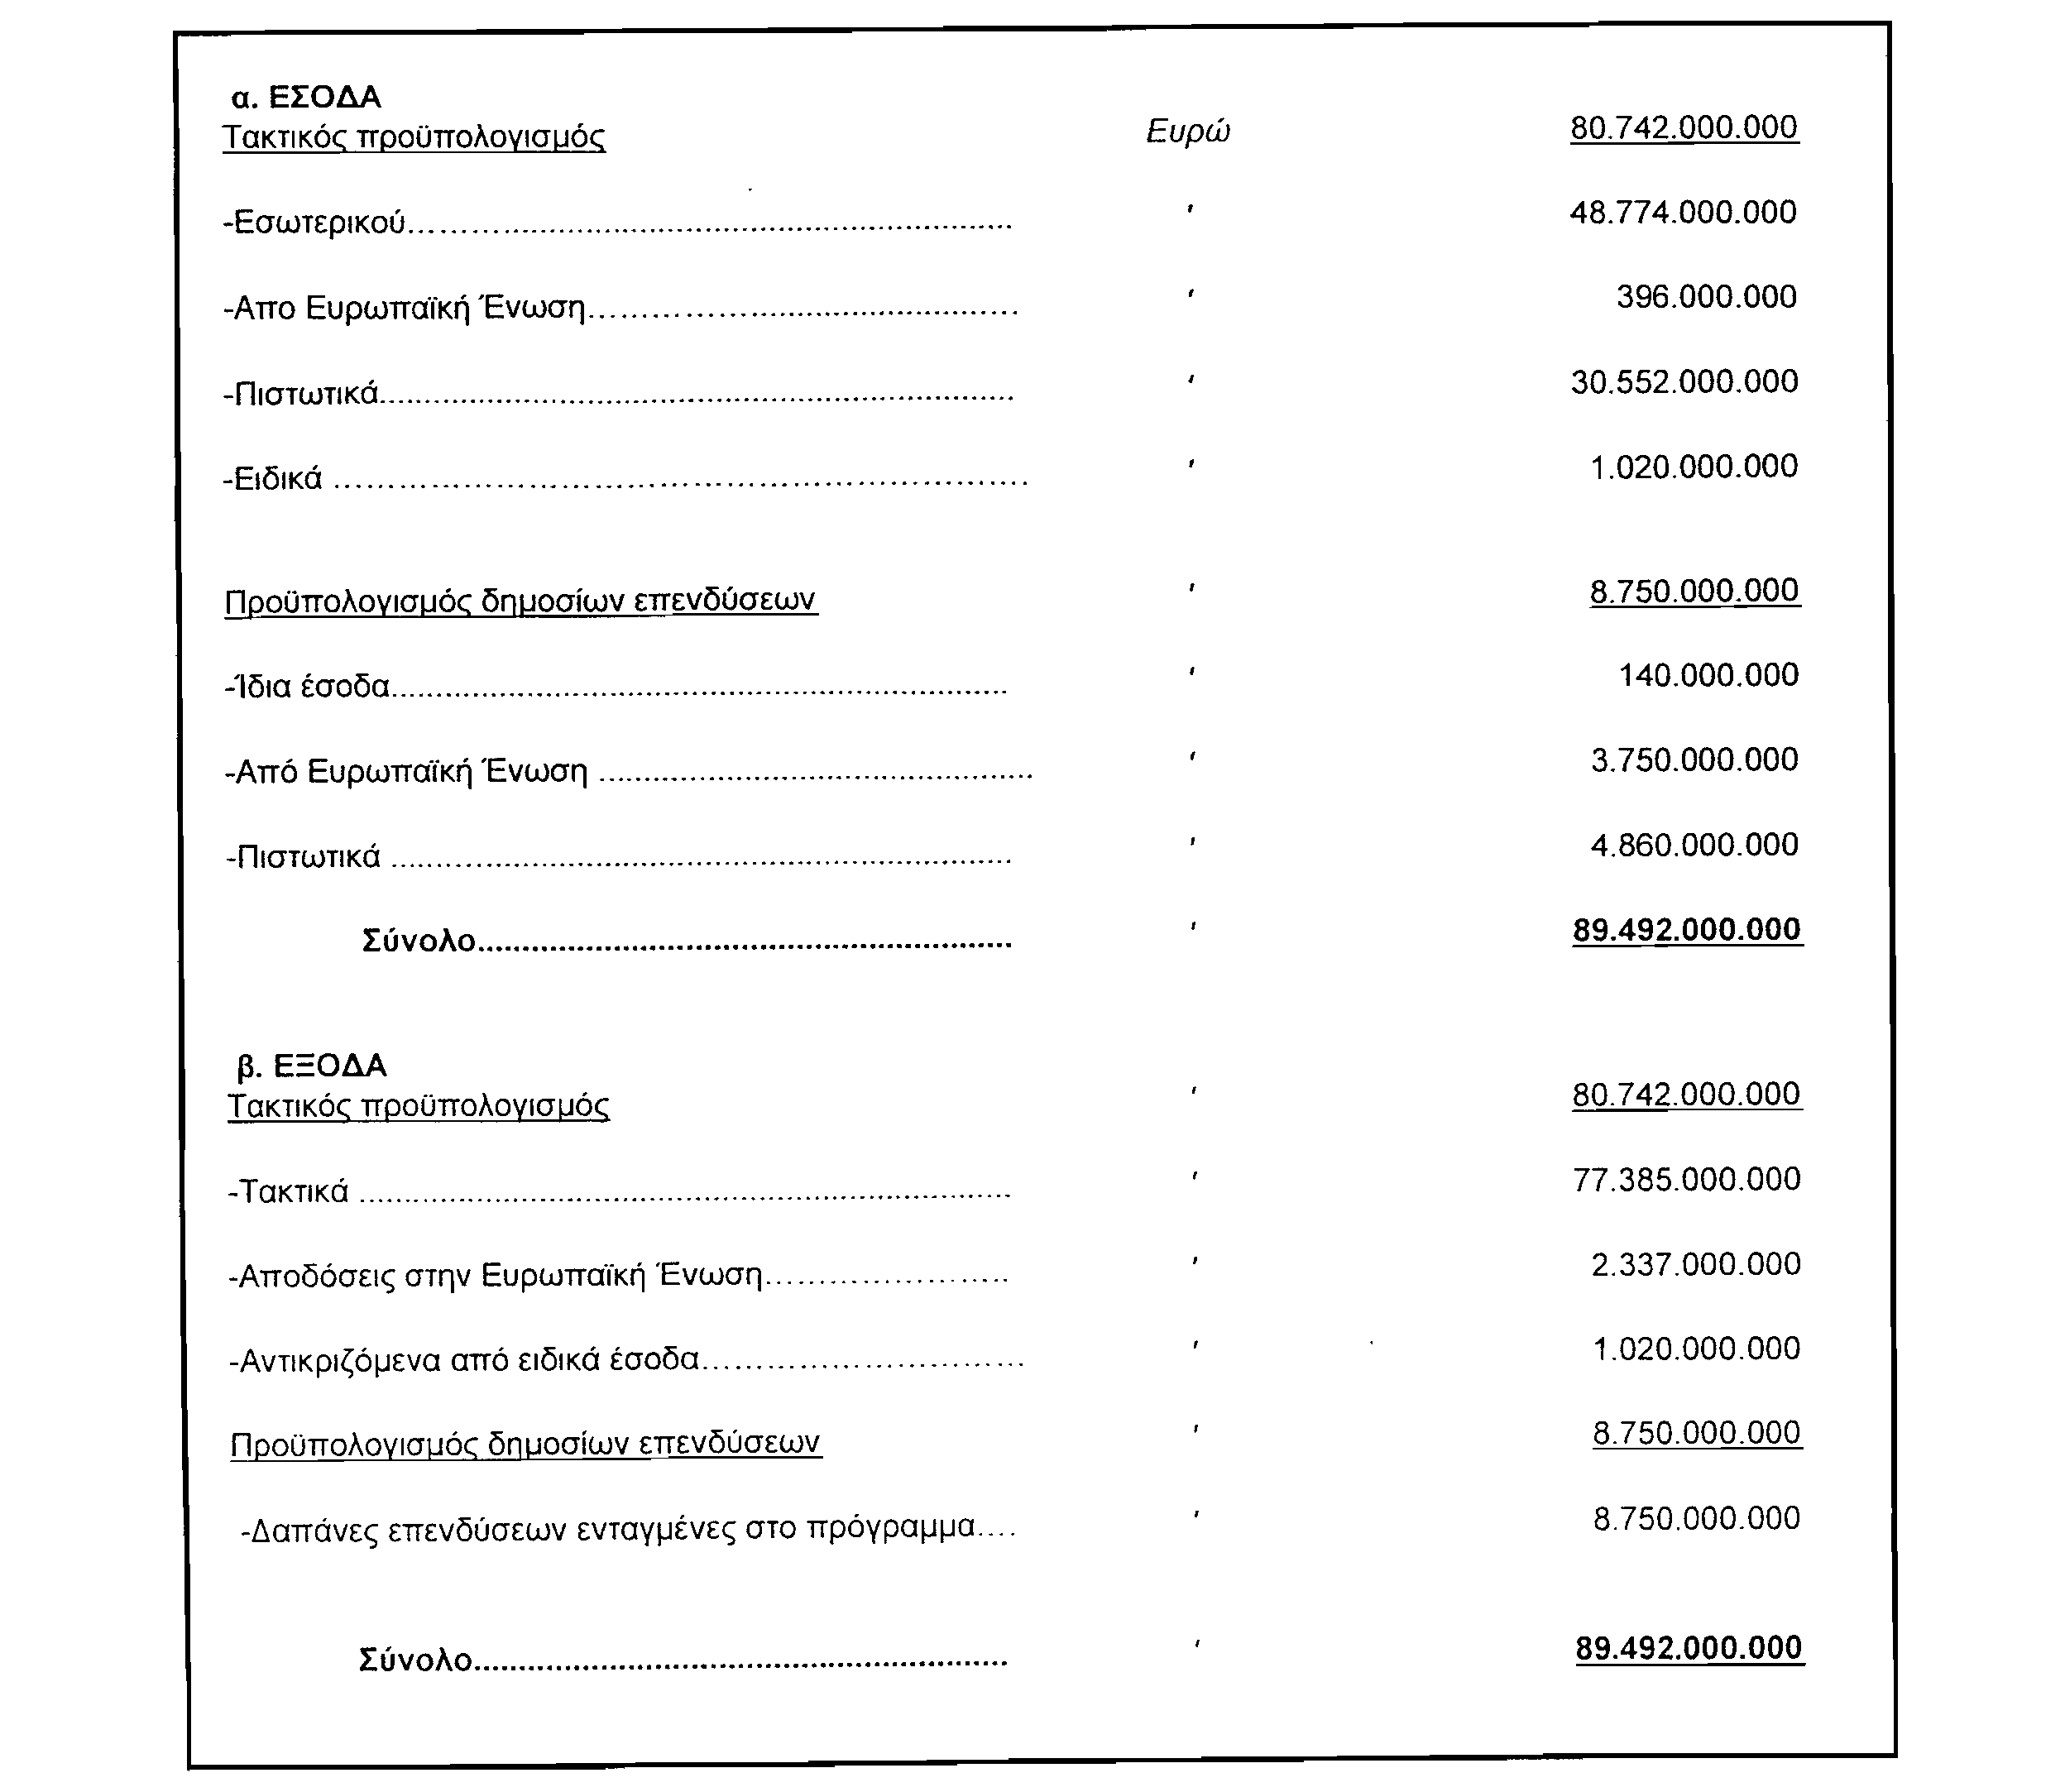 α. ΕΣΟΔΑ
Τακτικός προϋπολογισμός Ευρώ 80.742.000.000
-Εσωτερικού.................... ' 48.774.000.000
-Απο Ευρωπαϊκή Ένωση.................... ' 396.000.000
-Πιστωτικά.................... ' 30.552.000.000
-Ειδικά .................... ' 1.020.000.000
Προϋπολογισμός δημοσίων επενδύσεων ' 8.750.000.000
-Ίδια έσοδα.................... ' 140.000.000
-Από Ευρωπαϊκή Ένωση .................... ' 3.750.000.000
-Πιστωτικά .................... ' 4.860.000.000
Σύνολο.................... ' 89.492.000.000
β. ΕΞΟΔΑ
Τακτικός προϋπολογισμός ' 80.742.000.000
-Τακτικά .................... ' 77.385.000.000
-Αποδόσεις στην Ευρωπαϊκή Ένωση.................... ' 2.337.000.000
-Αντικριζόμενα από ειδικά έσοδα.................... ' 1.020.000.000
Προϋπολογισμός δημοσίων επενδύσεων ' 8.750.000.000
-Δαπάνες επενδύσεων ενταγμένες στο πρόγραμμα.... ' 8.750.000.000
Σύνολο.................... ' 89.492.000.000